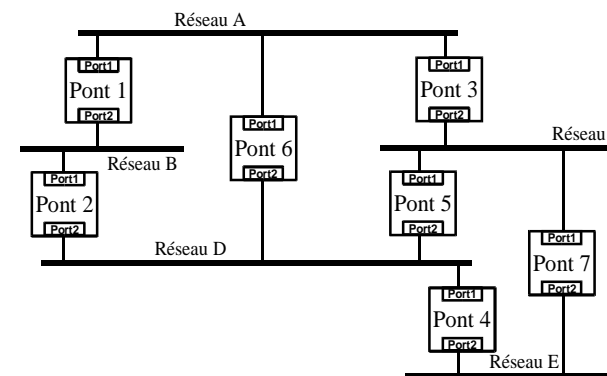 Réseau A
Port1
Pont 1
Port2
Port1
Pont 3
Port2
Port1
Pont 6
Port2
Réseau B
Réseau
Port1
Pont 2
Port2
Port1
Pont 5
Port2
Port1
Pont 7
Port2
Réseau D
Port1
Pont 4
Port2
Réseau E